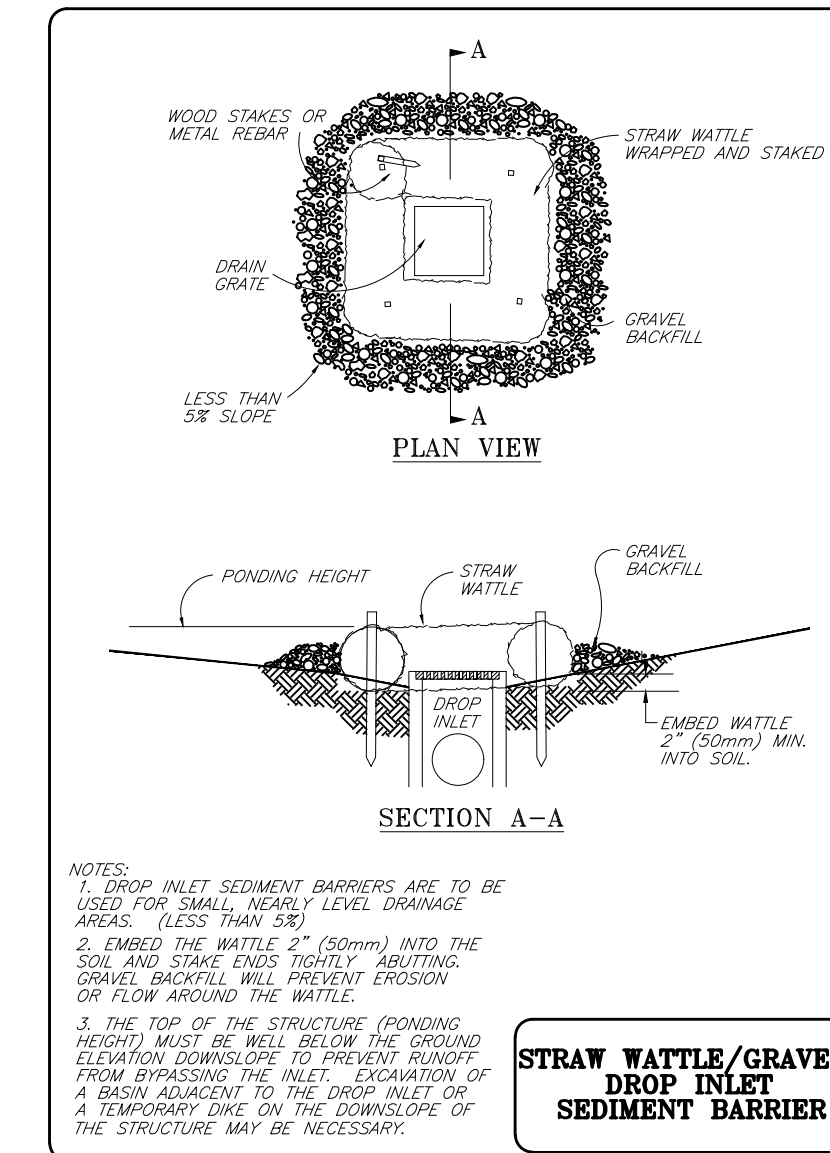 A
WOOD STAKES OR
METAL REBAR
STRAW WATTLE
WRAPPED AND STAKED
DRAIN
GRATE
GRAVEL
BACKFILL
LESS THAN
5% SLOPE
A
PLAN VIEW
PONDING HEIGHT
STRAW
WATTLE
GRAVEL
BACKFILL
DROP
INLET
EMBED WATTLE
2" (50mm) MIN.
INTO SOIL.
SECTION A-A
NOTES:
1. DROP INLET SEDIMENT BARRIERS ARE TO BE
USED FOR SMALL, NEARLY LEVEL DRAINAGE
AREAS. (LESS THAN 5%)
2. EMBED THE WATTLE 2" (50mm) INTO THE
SOIL AND STAKE ENDS TIGHTLY ABUTTING.
GRAVEL BACKFILL WILL PREVENT EROSION
OR FLOW AROUND THE WATTLE.
3. THE TOP OF THE STRUCTURE (PONDING
HEIGHT) MUST BE WELL BELOW THE GROUND
ELEVATION DOWNSLOPE TO PREVENT RUNOFF
FROM BYPASSING THE INLET. EXCAVATION OF
A BASIN ADJACENT TO THE DROP INLET OR
A TEMPORARY DIKE ON THE DOWNSLOPE OF
THE STRUCTURE MAY BE NECESSARY.
STRAW WATTLE/GRAVE
DROP INLET
SEDIMENT BARRIER